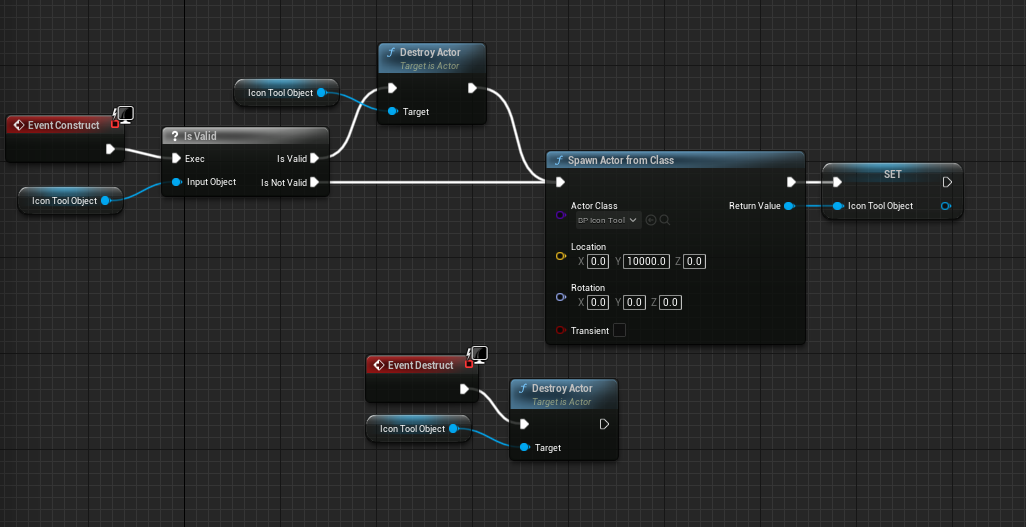 Destroy Actor
Target is Actor
Icon Tool Object
Target
Event Construct
Is Valid
Exec
Is Valid
Input Object
Is Not Valid
Icon Tool Object
Spawn Actor from Class
Actor Class
BP Icon Tool
Return Value
Location
X 0.0 Y 10000.0 Z 0.0
Rotation
X 0.0 Y 0.0 Z 0.0
Transient
SET
Icon Tool Object
Event Destruct
Icon Tool Object
Destroy Actor
Target is Actor
Target